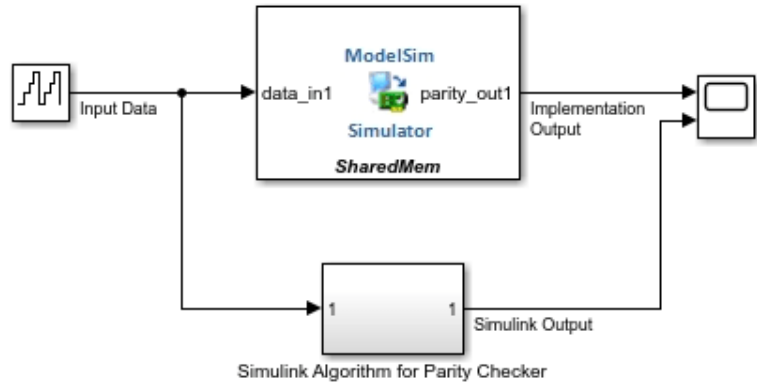 ModelSim
data_in1
parity_out1
Simulator
SharedMem
Input Data
Implementation
Output
1
1
Simulink Output
Simulink Algorithm for Parity Checker